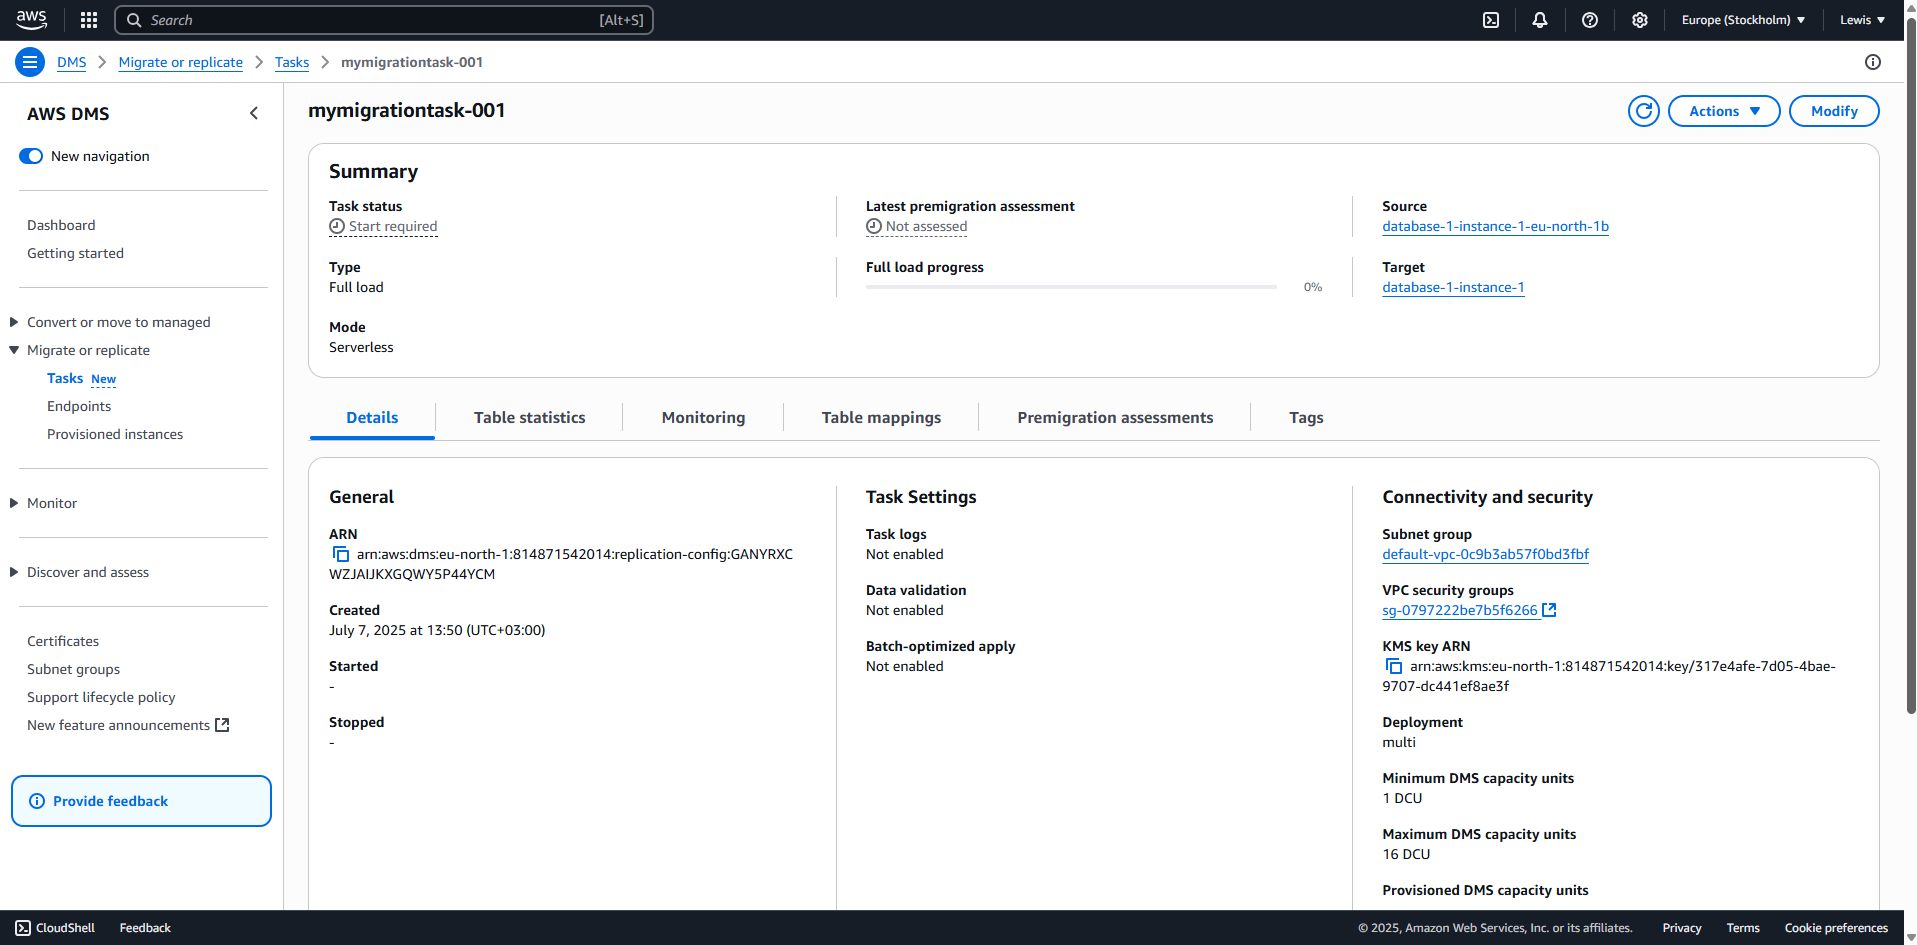 aws
Search [Alt+S]
Europe (Stockholm) Lewis
DMS Migrate or replicate Tasks mymigrationtask-001
AWS DMS
New navigation
Dashboard
Getting started
Convert or move to managed
Migrate or replicate
Tasks New
Endpoints
Provisioned instances
Monitor
Discover and assess
Certificates
Subnet groups
Support lifecycle policy
New feature announcements
Provide feedback
mymigrationtask-001
Actions Modify
Summary
Task status
Start required
Type
Full load
Mode
Serverless
Latest premigration assessment
Not assessed
Full load progress
0%
Source
database-1-instance-1-eu-north-1b
Target
database-1-instance-1
Details Table statistics Monitoring Table mappings Premigration assessments Tags
General
ARN
arn:aws:dms:eu-north-1:814871542014:replication-config:GANYRXC
WZJAIJKXGQWY5P44YCM
Created
July 7, 2025 at 13:50 (UTC+03:00)
Started
-
Stopped
-
Task Settings
Task logs
Not enabled
Data validation
Not enabled
Batch-optimized apply
Not enabled
Connectivity and security
Subnet group
default-vpc-0c9b3ab57f0bd3fbf
VPC security groups
sg-0797222be7b5f6266
KMS key ARN
arn:aws:kms:eu-north-1:814871542014:key/317e4afe-7d05-4bae-
9707-dc441ef8ae3f
Deployment
multi
Minimum DMS capacity units
1 DCU
Maximum DMS capacity units
16 DCU
Provisioned DMS capacity units
CloudShell Feedback © 2025, Amazon Web Services, Inc. or its affiliates. Privacy Terms Cookie preferences